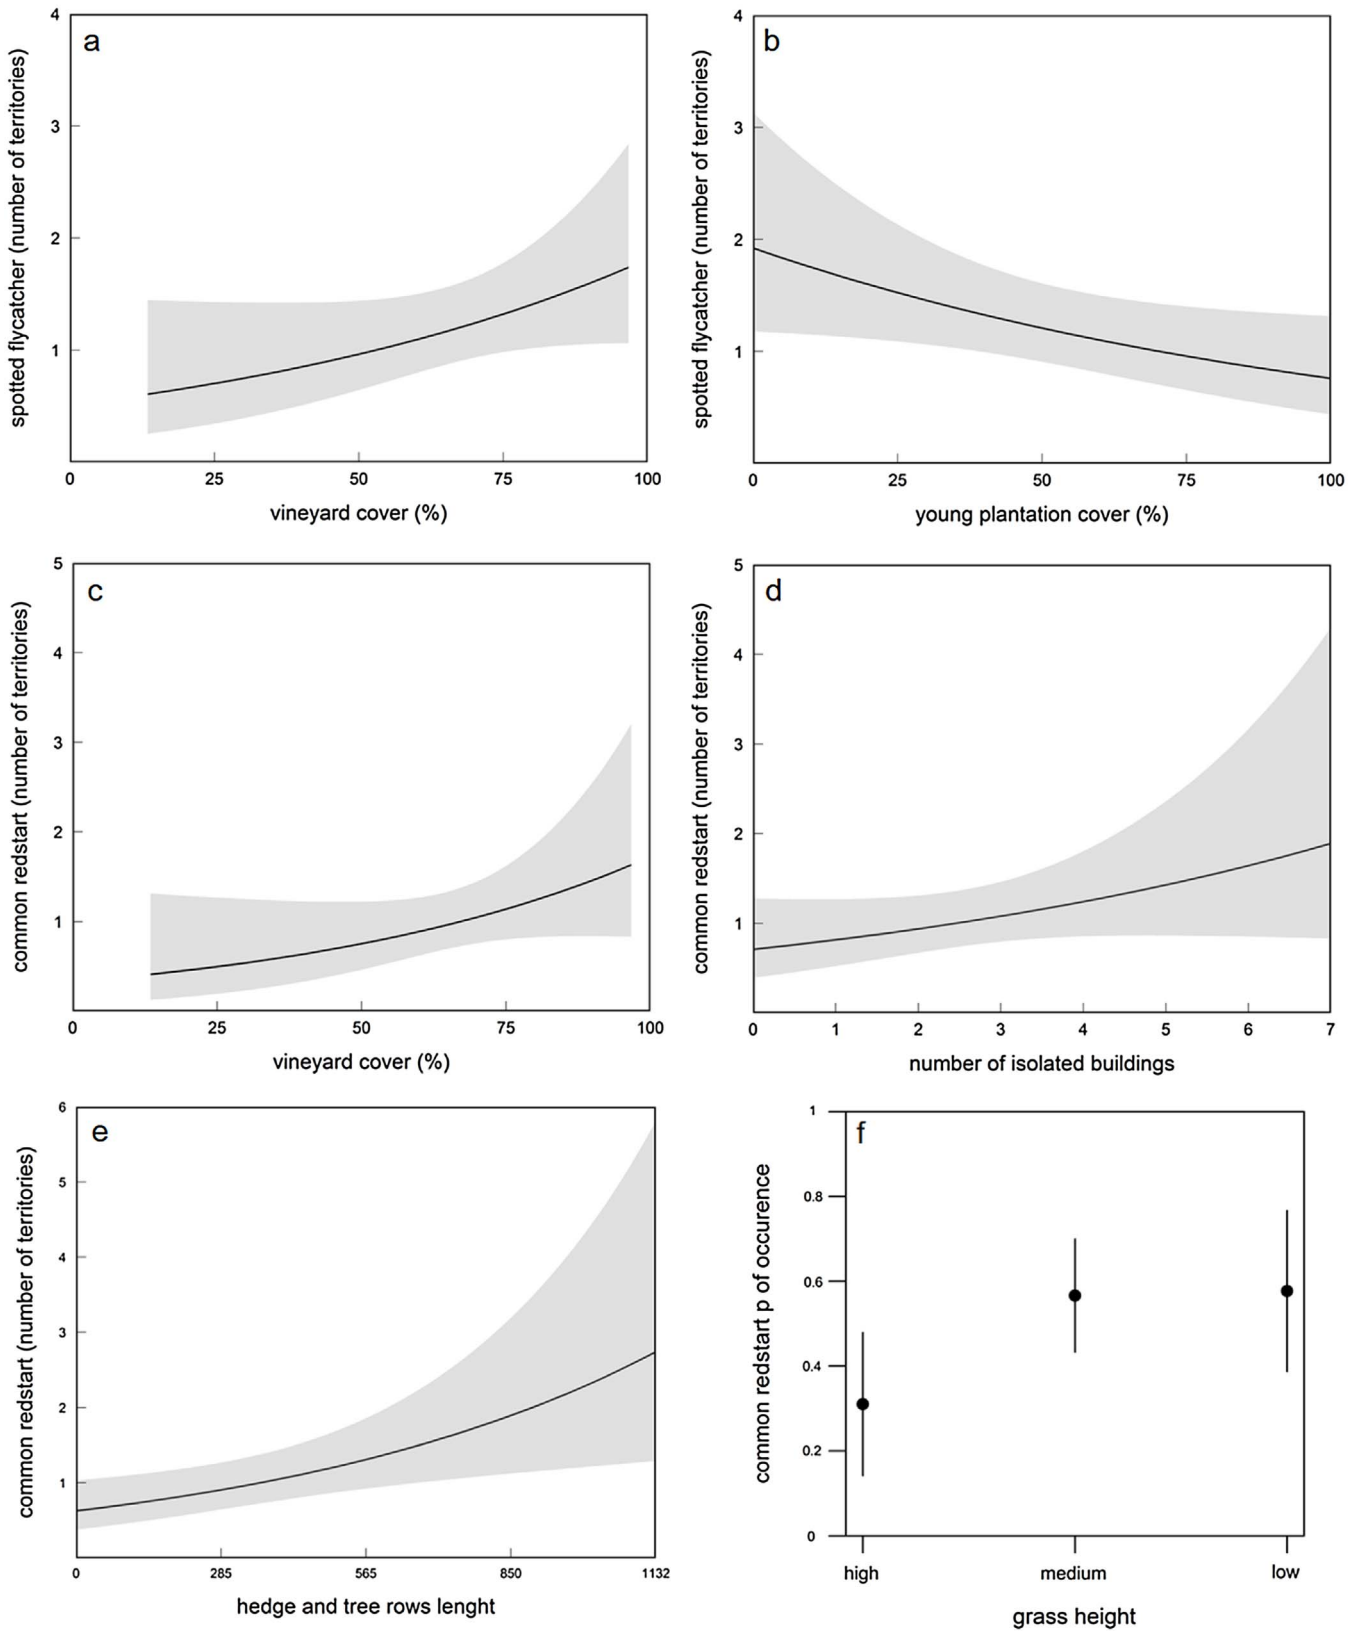 a
4
3
2
1
spotted flycatcher (number of territories)
0 25 50 75 100
vineyard cover (%)
b
4
3
2
1
spotted flycatcher (number of territories)
0 25 50 75 100
young plantation cover (%)
c
5
4
3
2
1
common redstart (number of territories)
0 25 50 75 100
vineyard cover (%)
d
5
4
3
2
1
common redstart (number of territories)
0 1 2 3 4 5 6 7
number of isolated buildings
e
6
5
4
3
2
1
common redstart (number of territories)
0 285 565 850 1132
hedge and tree rows lenght
f
1
0.8
0.6
0.4
0.2
0
common redstart p of occurence
high medium low
grass height